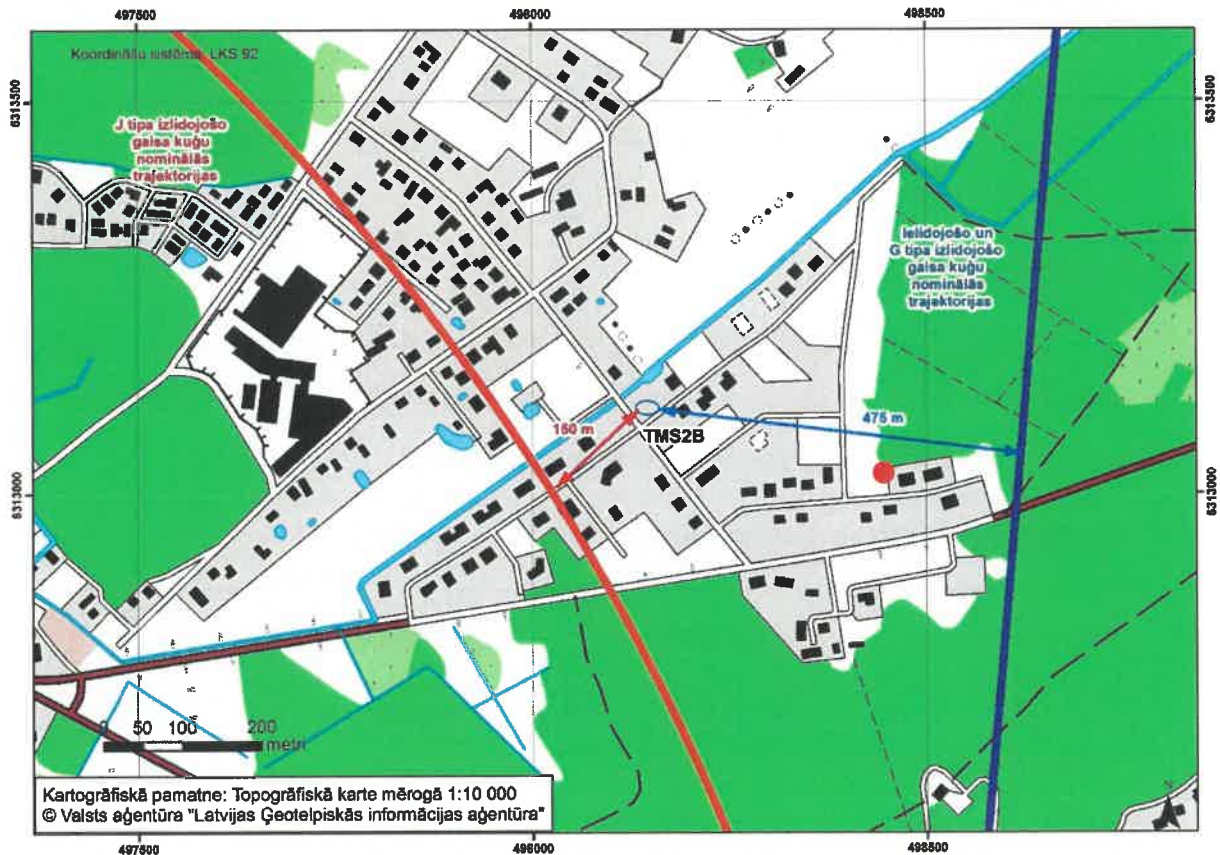 497500
498000
498500
Koordinātu sistēma: LKS 92
6313500
6313500
J tipa izlidojošo
gaisa kuģu
nominālās
trajektorijas
Ielidojošo un
G tipa izlidojošo
gaisa kuģu
nominālās
trajektorijas
150 m
TMS2B
475 m
6313000
6313000
0 50 100 200
metri
Kartogrāfiskā pamatne: Topogrāfiskā karte mērogā 1:10 000
© Valsts aģentūra "Latvijas Ģeotelpiskās informācijas aģentūra"
497500
498000
498500